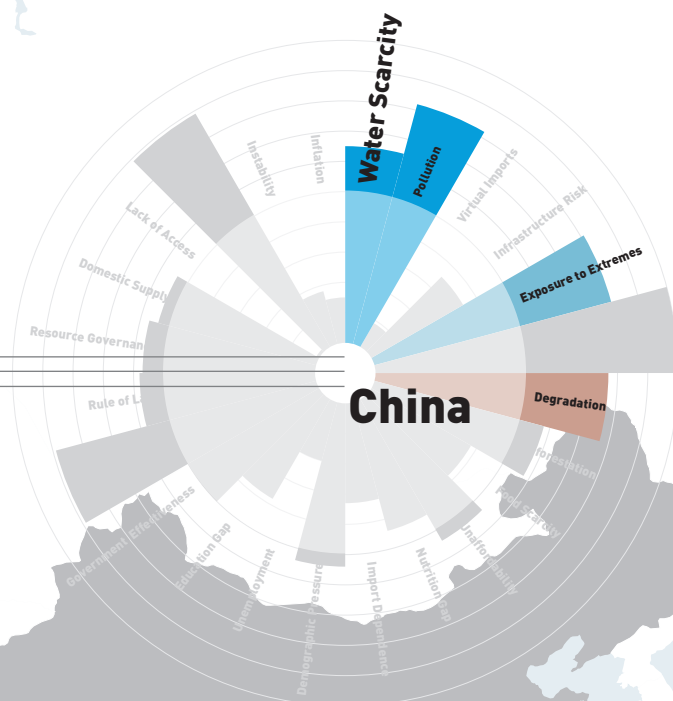 Water Scarcity
Pollution
Virtual Imports
Infrastructure Risk
Exposure to Extremes
Degradation
forestation
Food Scarcity
Unaffordability
Nutrition Gap
Import Dependence
Demographic Pressure
Unemployment
Education Gap
Government Effectiveness
Rule of L
Resource Governan
Domestic Supply
Lack of Access
Instability
Inflation
China